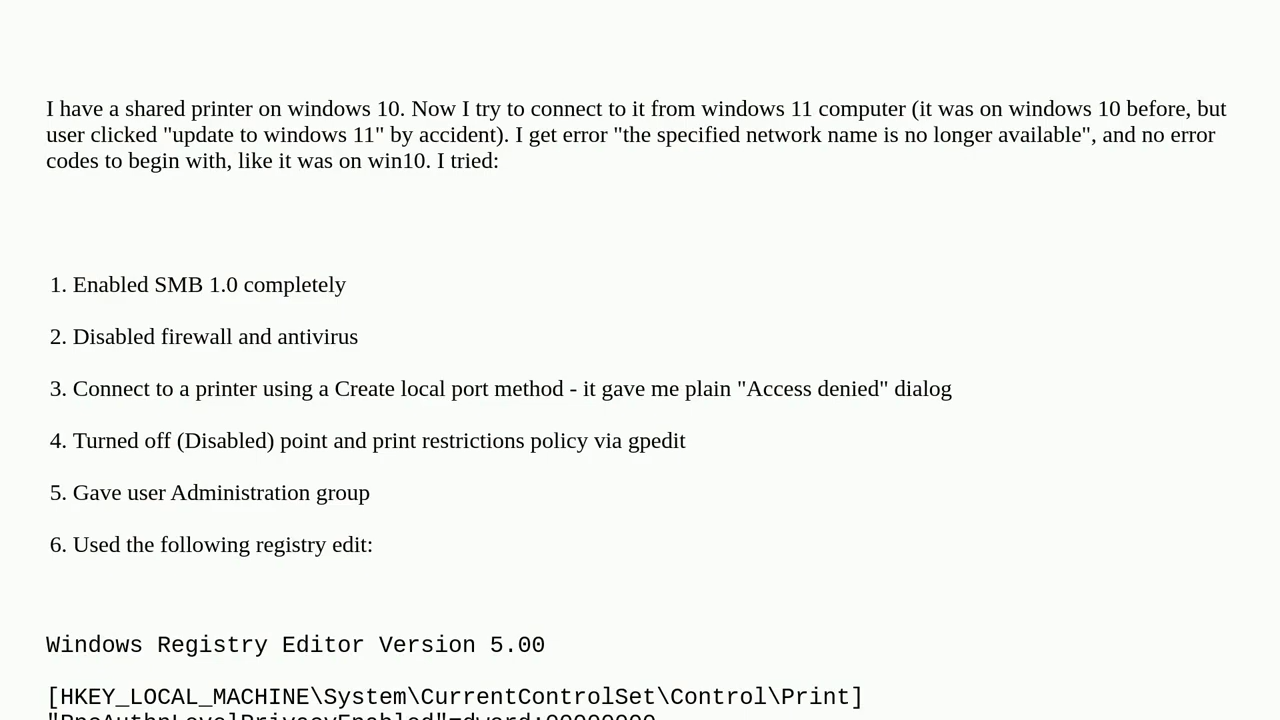 I have a shared printer on windows 10. Now I try to connect to it from windows 11 computer (it was on windows 10 before, but
user clicked "update to windows 11" by accident). I get error "the specified network name is no longer available", and no error
codes to begin with, like it was on win10. I tried:
1. Enabled SMB 1.0 completely
2. Disabled firewall and antivirus
3. Connect to a printer using a Create local port method - it gave me plain "Access denied" dialog
4. Turned off (Disabled) point and print restrictions policy via gpedit
5. Gave user Administration group
6. Used the following registry edit:
Windows Registry Editor Version 5.00
[HKEY_LOCAL_MACHINE\System\CurrentControlSet\Control\Print]
"RpcAuthnLevelPrivacyEnabled"=dword:00000000